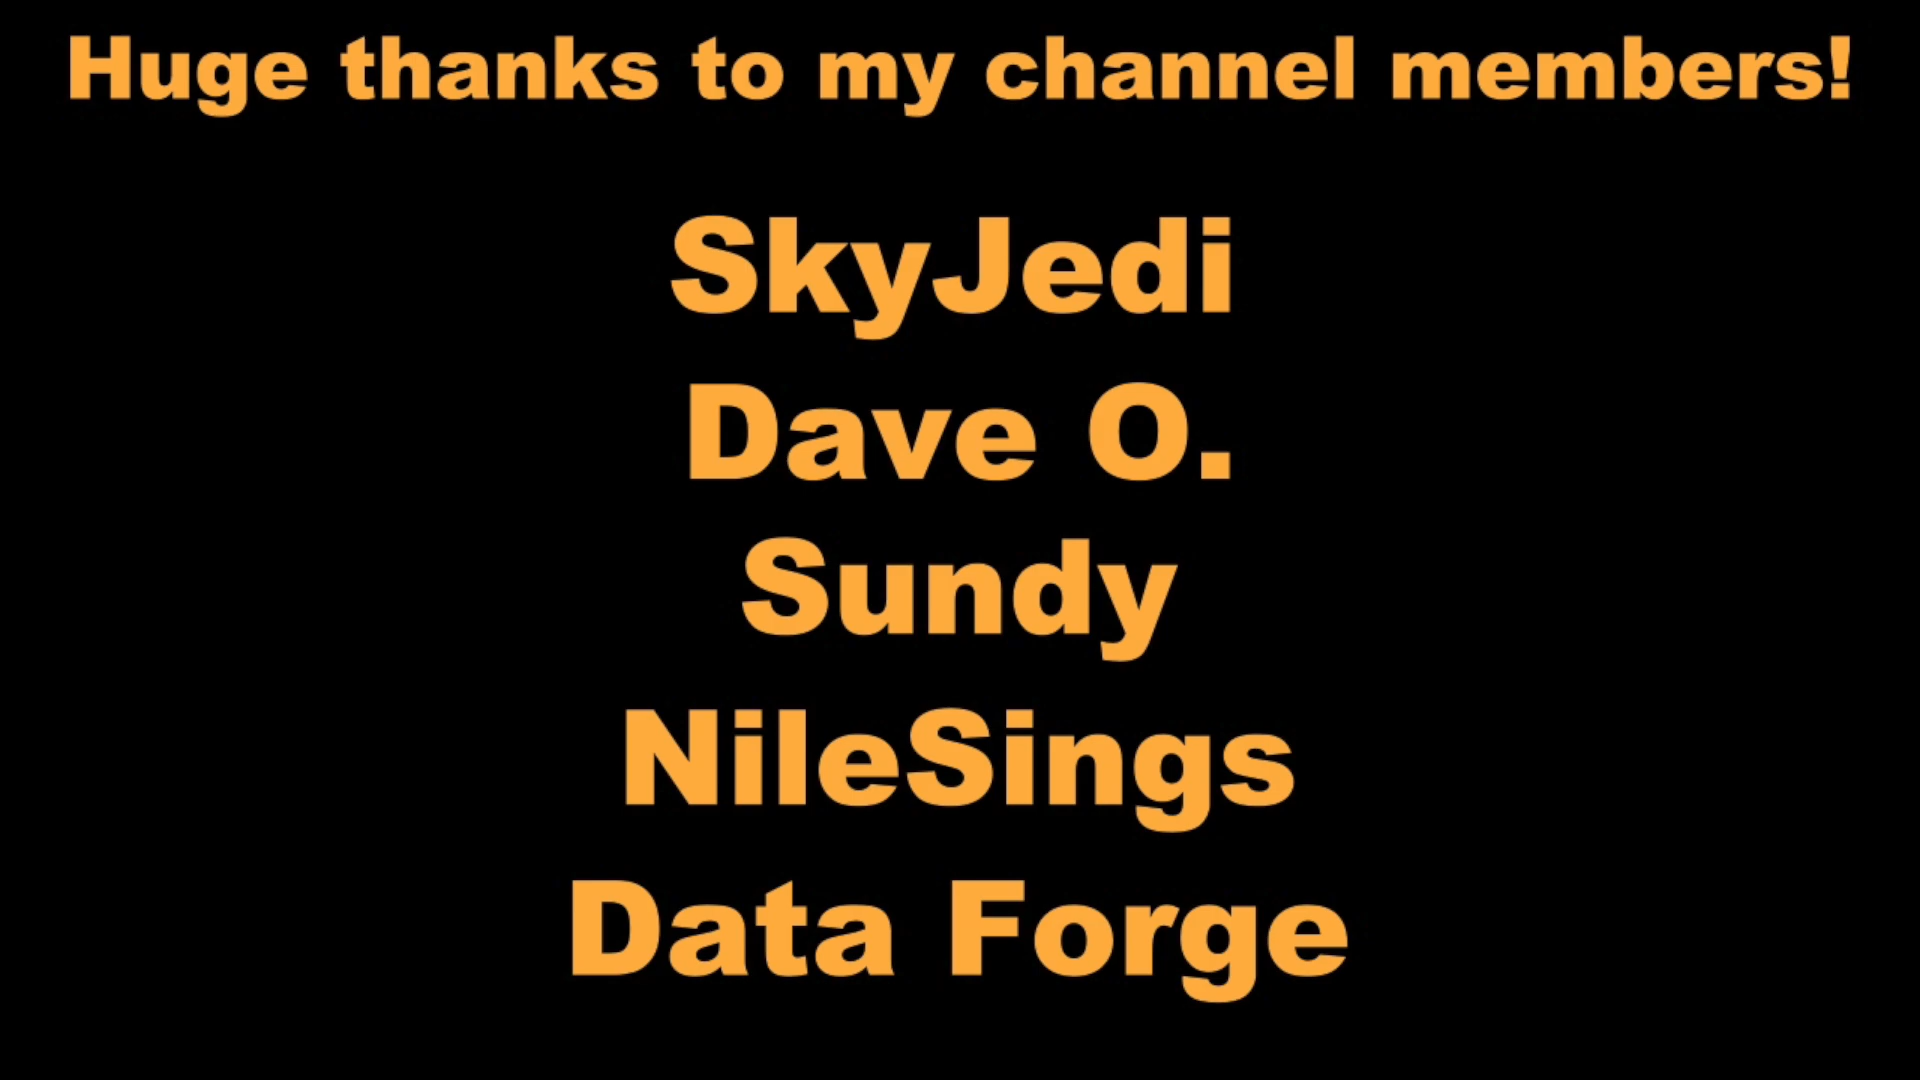 Huge thanks to my channel members!
SkyJedi
Dave O.
Sundy
NileSings
Data Forge